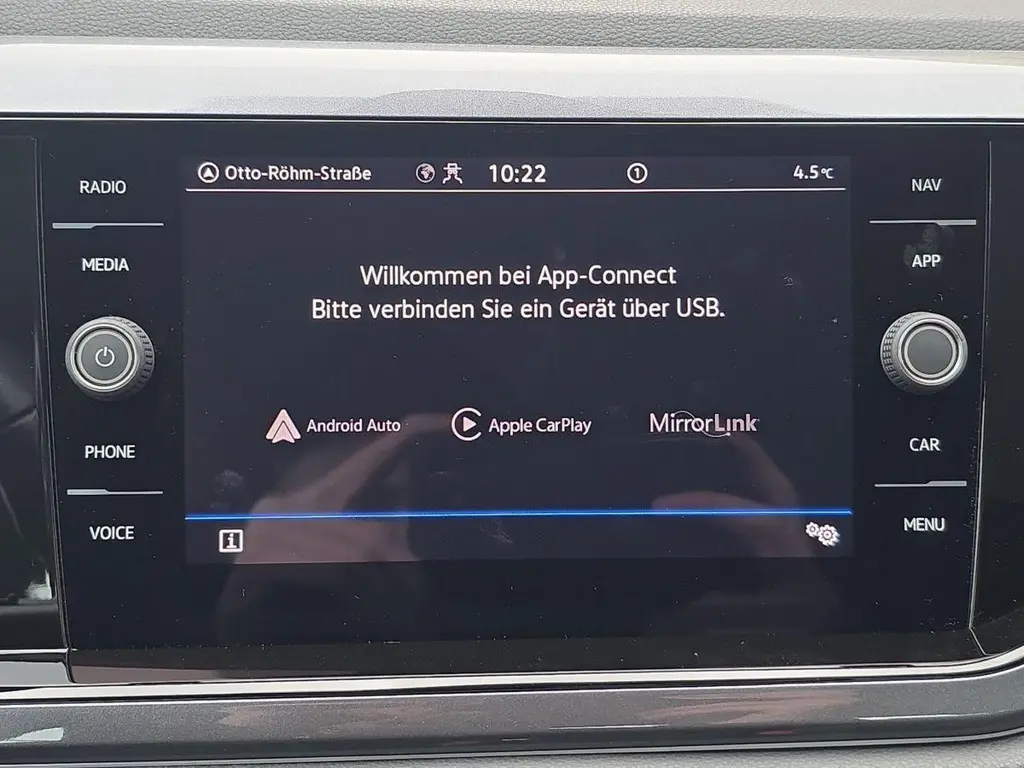 RADIO
MEDIA
PHONE
VOICE
Otto-Röhm-Straße 10:22 1 4.5°C
Willkommen bei App-Connect
Bitte verbinden Sie ein Gerät über USB.
Android Auto Apple CarPlay MirrorLink
i
NAV
APP
CAR
MENU